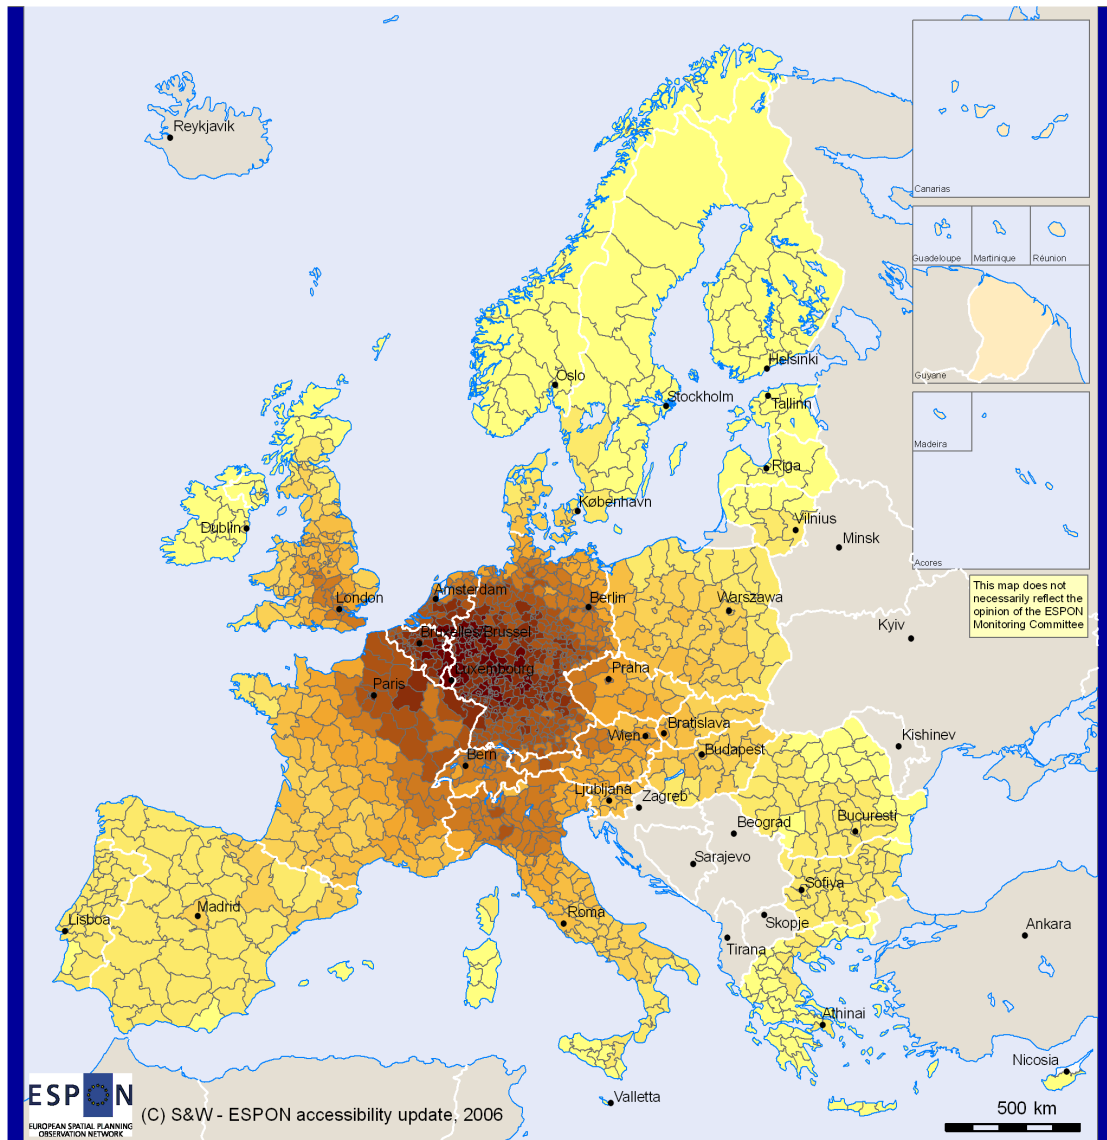 Reykjavik
Canarias
Guadeloupe
Martinique
Réunion
Guyane
Madeira
Acores
This map does not
necessarily reflect the
opinion of the ESPON
Monitoring Committee
Helsinki
Oslo
Stockholm
Tallinn
Riga
København
Dublin
Vilnius
Minsk
Amsterdam
London
Berlin
Warszawa
Kyiv
Bruxelles/Brussel
Luxembourg
Praha
Paris
Bratislava
Wien
Kishinev
Budapest
Bern
Ljubljana
Zagreb
Bucuresti
Beograd
Sarajevo
Sofiya
Madrid
Lisboa
Roma
Skopje
Tirana
Ankara
Athinai
Nicosia
Valletta
ESPON
EUROPEAN SPATIAL PLANNING
OBSERVATION NETWORK
(C) S&W - ESPON accessibility update, 2006
500 km